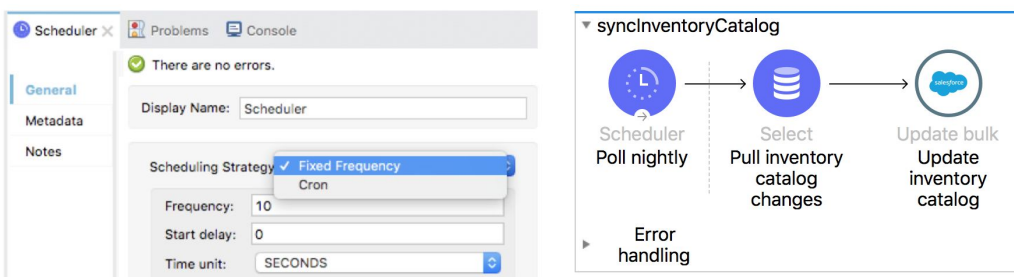 Scheduler
Problems
Console
There are no errors.
General
Metadata
Notes
Display Name: Scheduler
Scheduling Strategy ✓ Fixed Frequency
Cron
Frequency: 10
Start delay: 0
Time unit: SECONDS
syncInventoryCatalog
Scheduler
Poll nightly
Select
Pull inventory
catalog
changes
salesforce
Update bulk
Update
inventory
catalog
Error
handling